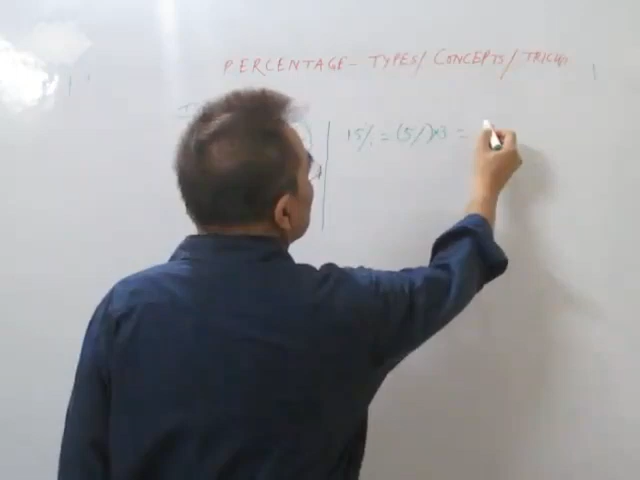 PERCENTAGE - TYPES/ CONCEPTS/ TRICKS
15% = (5%)×3 =